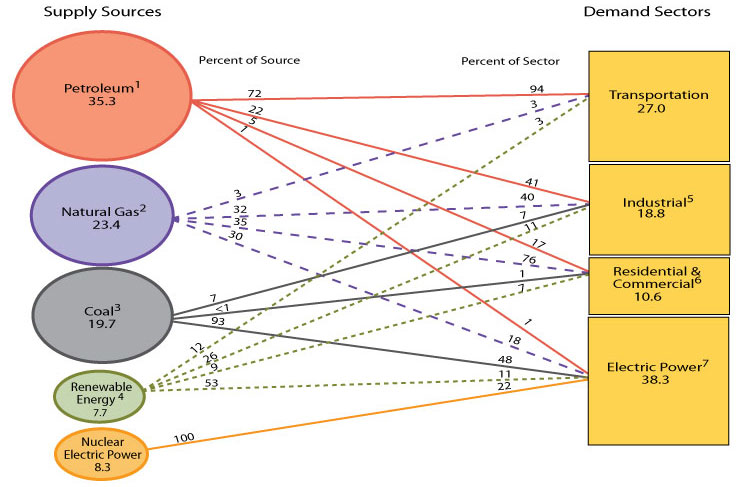 Supply Sources
Demand Sectors
Percent of Source
Percent of Sector
Petroleum1
35.3
72
22
5
1
94
3
3
Transportation
27.0
Natural Gas2
23.4
3
32
35
30
41
40
7
11
Industrial5
18.8
Coal3
19.7
7
<1
93
17
76
1
7
Residential &
Commercial6
10.6
Renewable
Energy 4
7.7
12
26
9
53
1
18
48
11
22
Electric Power7
38.3
Nuclear
Electric Power
8.3
100